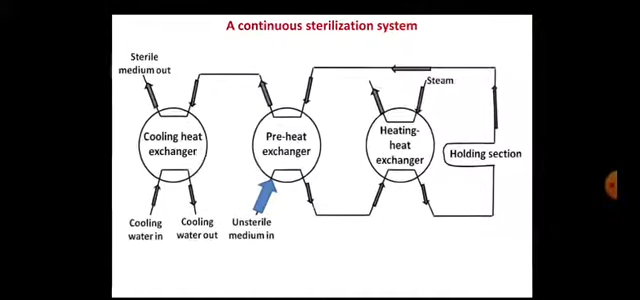 A continuous sterilization system
Sterile
medium out
Steam
Cooling heat
exchanger
Pre-heat
exchanger
Heating-
heat
exchanger
Holding section
Cooling
water in
Cooling
water out
Unsterile
medium in